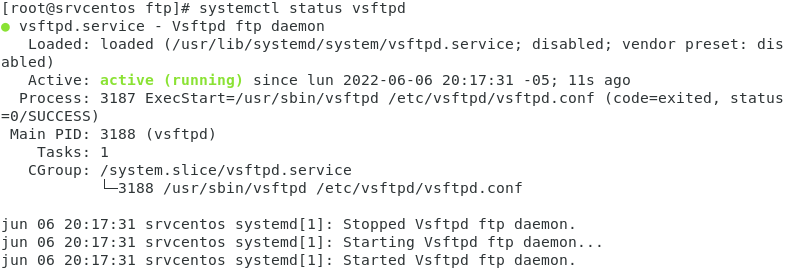 [root@srvcentos ftp]# systemctl status vsftpd
● vsftpd.service - Vsftpd ftp daemon
   Loaded: loaded (/usr/lib/systemd/system/vsftpd.service; disabled; vendor preset: dis
abled)
   Active: active (running) since lun 2022-06-06 20:17:31 -05; 11s ago
  Process: 3187 ExecStart=/usr/sbin/vsftpd /etc/vsftpd/vsftpd.conf (code=exited, status
=0/SUCCESS)
 Main PID: 3188 (vsftpd)
    Tasks: 1
   CGroup: /system.slice/vsftpd.service
           └─3188 /usr/sbin/vsftpd /etc/vsftpd/vsftpd.conf

jun 06 20:17:31 srvcentos systemd[1]: Stopped Vsftpd ftp daemon.
jun 06 20:17:31 srvcentos systemd[1]: Starting Vsftpd ftp daemon...
jun 06 20:17:31 srvcentos systemd[1]: Started Vsftpd ftp daemon.